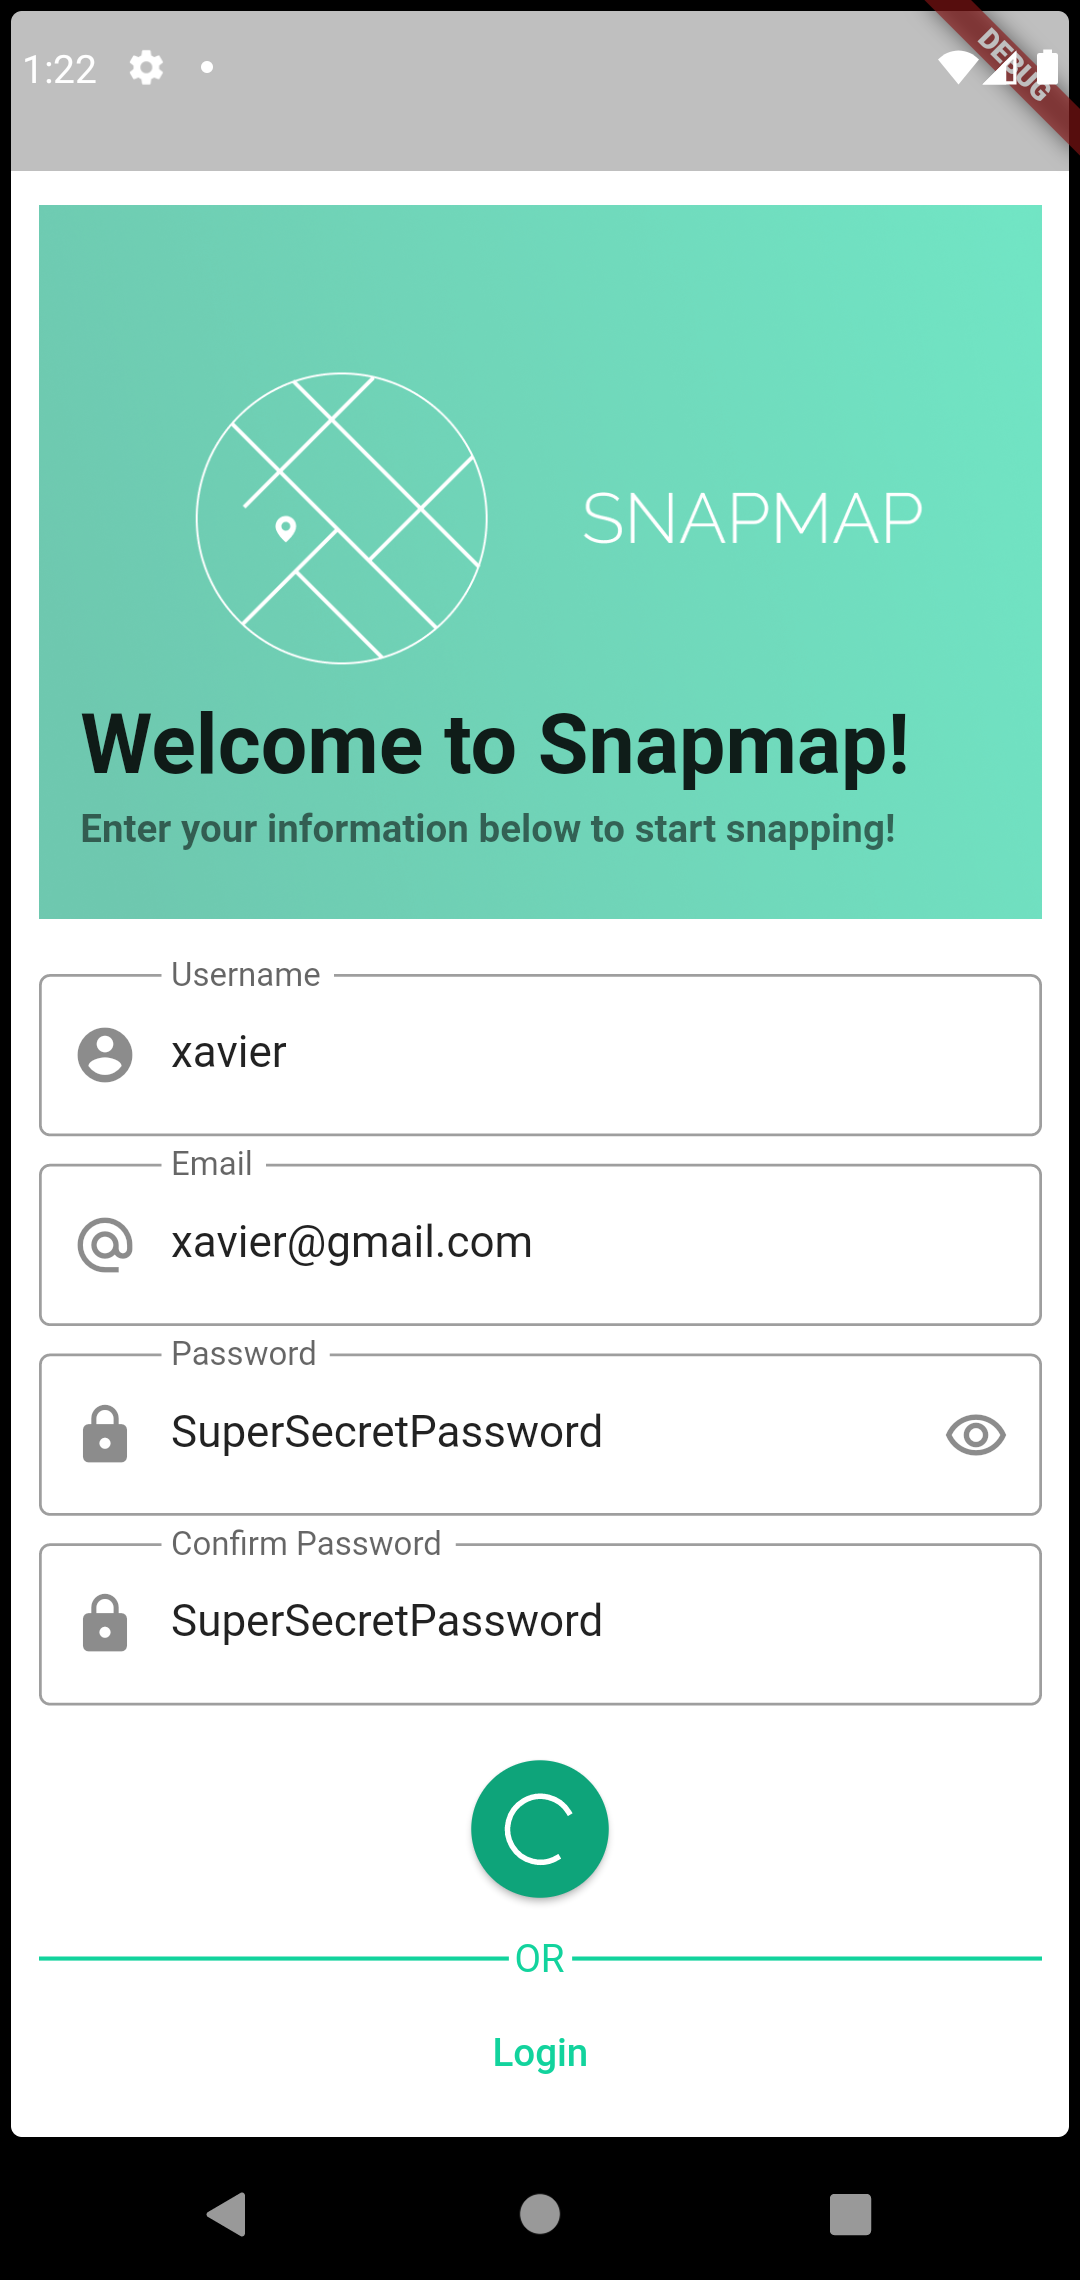 1:22
DEBUG
SNAPMAP
Welcome to Snapmap!
Enter your information below to start snapping!
Username
xavier
Email
xavier@gmail.com
Password
SuperSecretPassword
Confirm Password
SuperSecretPassword
OR
Login